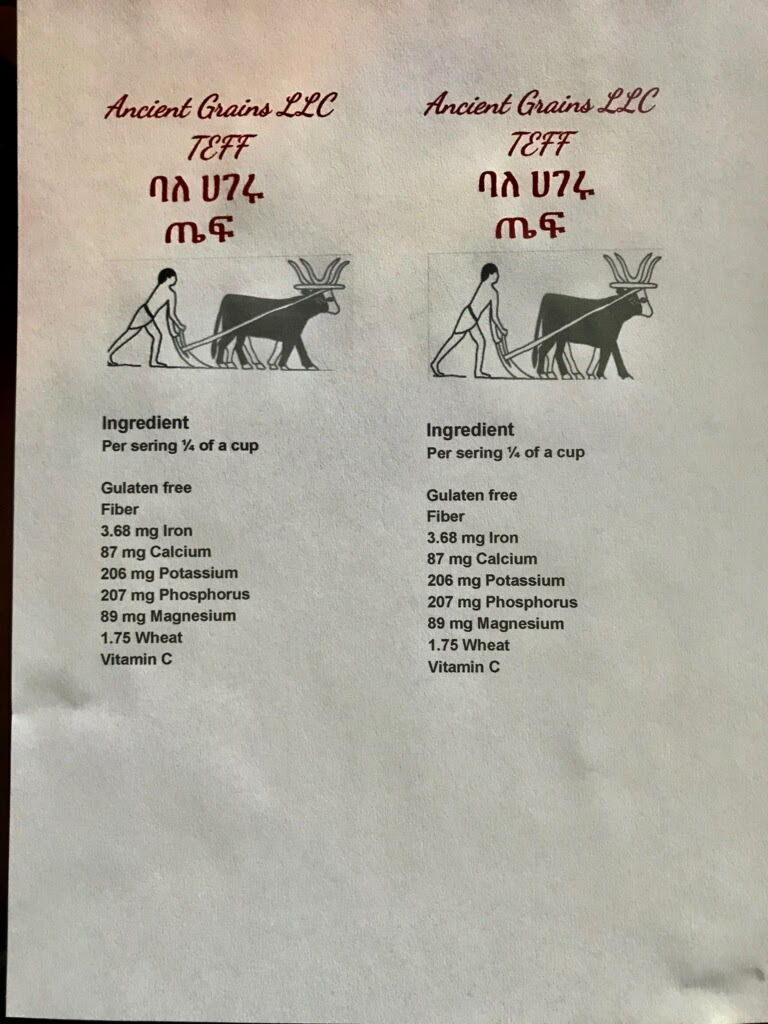 Ancient Grains LLC
TEFF
ባለ ሀገሩ
ጤፍ
Ingredient
Per sering ¼ of a cup
Gulaten free
Fiber
3.68 mg Iron
87 mg Calcium
206 mg Potassium
207 mg Phosphorus
89 mg Magnesium
1.75 Wheat
Vitamin C
Ancient Grains LLC
TEFF
ባለ ሀገሩ
ጤፍ
Ingredient
Per sering ¼ of a cup
Gulaten free
Fiber
3.68 mg Iron
87 mg Calcium
206 mg Potassium
207 mg Phosphorus
89 mg Magnesium
1.75 Wheat
Vitamin C